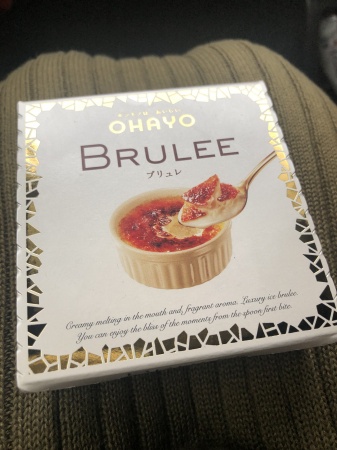 OHAYO
BRULEE
ブリュレ
Creamy melting in the mouth and, fragrant aroma. Luxury ice brulee.
You can enjoy the bliss of the moments from the spoon first bite.